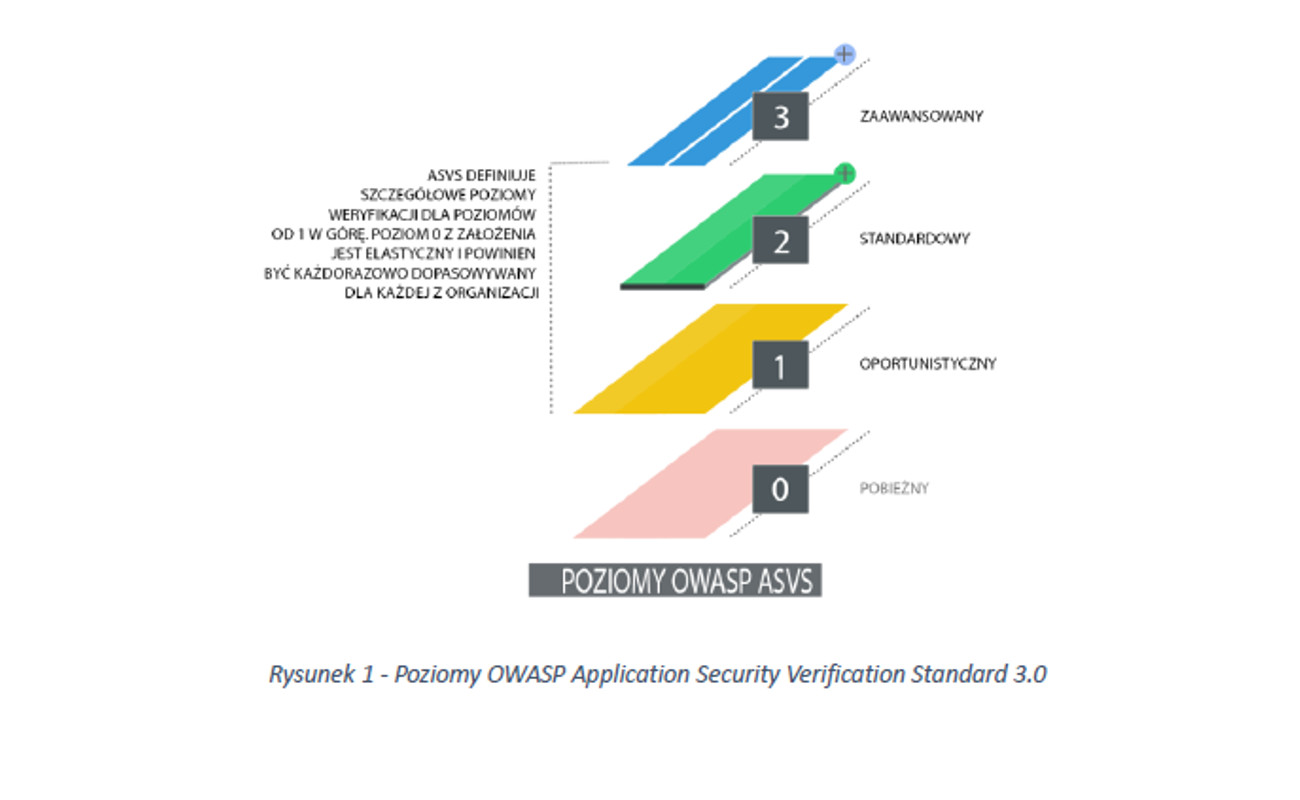 3
ZAAWANSOWANY
ASVS DEFINIUJE
SZCZEGÓŁOWE POZIOMY
WERYFIKACJI DLA POZIOMÓW
OD 1 W GÓRĘ. POZIOM 0 Z ZAŁOŻENIA
JEST ELASTYCZNY I POWINIEN
BYĆ KAŻDORAZOWO DOPASOWYWANY
DLA KAŻDEJ Z ORGANIZACJI
2
STANDARDOWY
1
OPORTUNISTYCZNY
0
POBIEŻNY
POZIOMY OWASP ASVS
Rysunek 1 - Poziomy OWASP Application Security Verification Standard 3.0